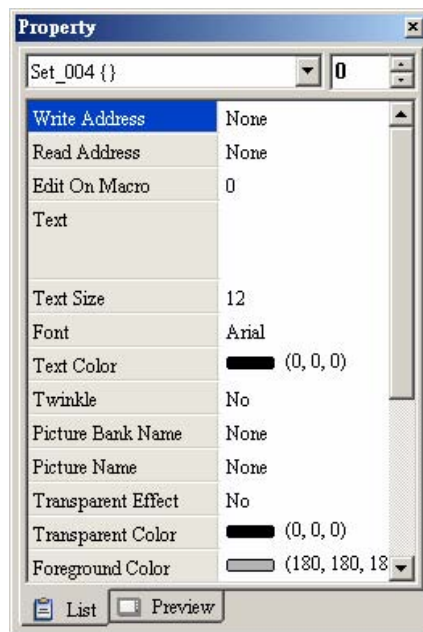 Property
Set_004 {} 0
Write Address None
Read Address None
Edit On Macro 0
Text
Text Size 12
Font Arial
Text Color (0, 0, 0)
Twinkle No
Picture Bank Name None
Picture Name None
Transparent Effect No
Transparent Color (0, 0, 0)
Foreground Color (180, 180, 18
List Preview